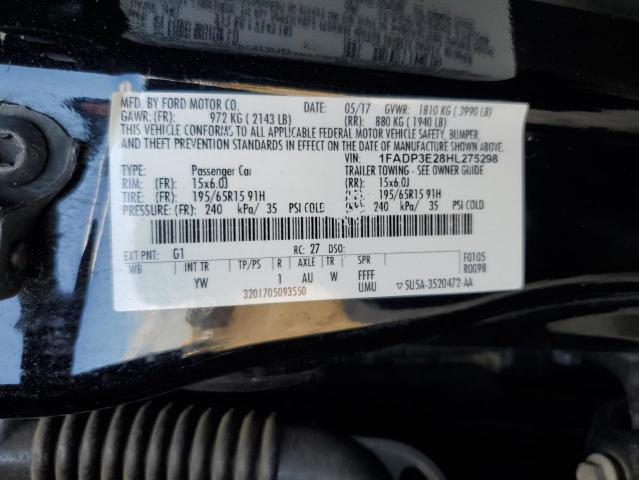 MFD. BY FORD MOTOR CO. DATE: 05/17 GVWR: 1810 KG ( 3990 LB)
GAWR: (FR): 972 KG ( 2143 LB) (RR): 880 KG ( 1940 LB)
THIS VEHICLE CONFORMS TO ALL APPLICABLE FEDERAL MOTOR VEHICLE SAFETY, BUMPER,
AND THEFT PREVENTION STANDARDS IN EFFECT ON THE DATE OF MANUFACTURE SHOWN ABOVE.
VIN: 1FADP3E28HL275298
TYPE: Passenger Car TRAILER TOWING - SEE OWNER GUIDE
RIM: (FR): 15x6.0J (RR): 15x6.0J
TIRE: (FR): 195/65R15 91H 195/65R15 91H
PRESSURE: (FR): 240 kPa/ 35 PSI COLD 240 kPa/ 35 PSI COLD
EXT PNT: G1 RC: 27 DSO: F0105
WB INT TR TP/PS R AXLE TR SPR R0098
YW 1 AU W FFFF
UMU
3201705093550 5U5A-3520472-AA